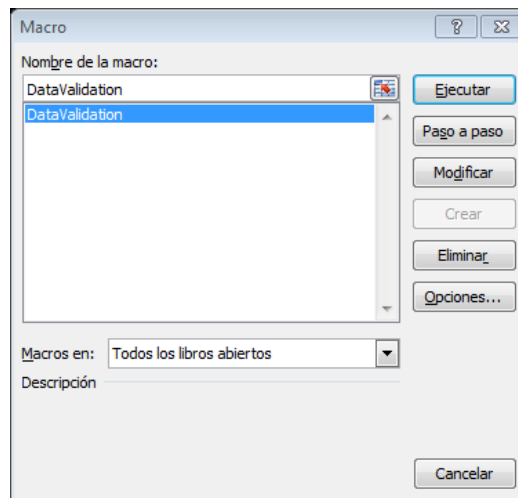 Macro
Nombre de la macro:
DataValidation
DataValidation
Ejecutar
Paso a paso
Modificar
Crear
Eliminar
Opciones...
Macros en: Todos los libros abiertos
Descripción
Cancelar